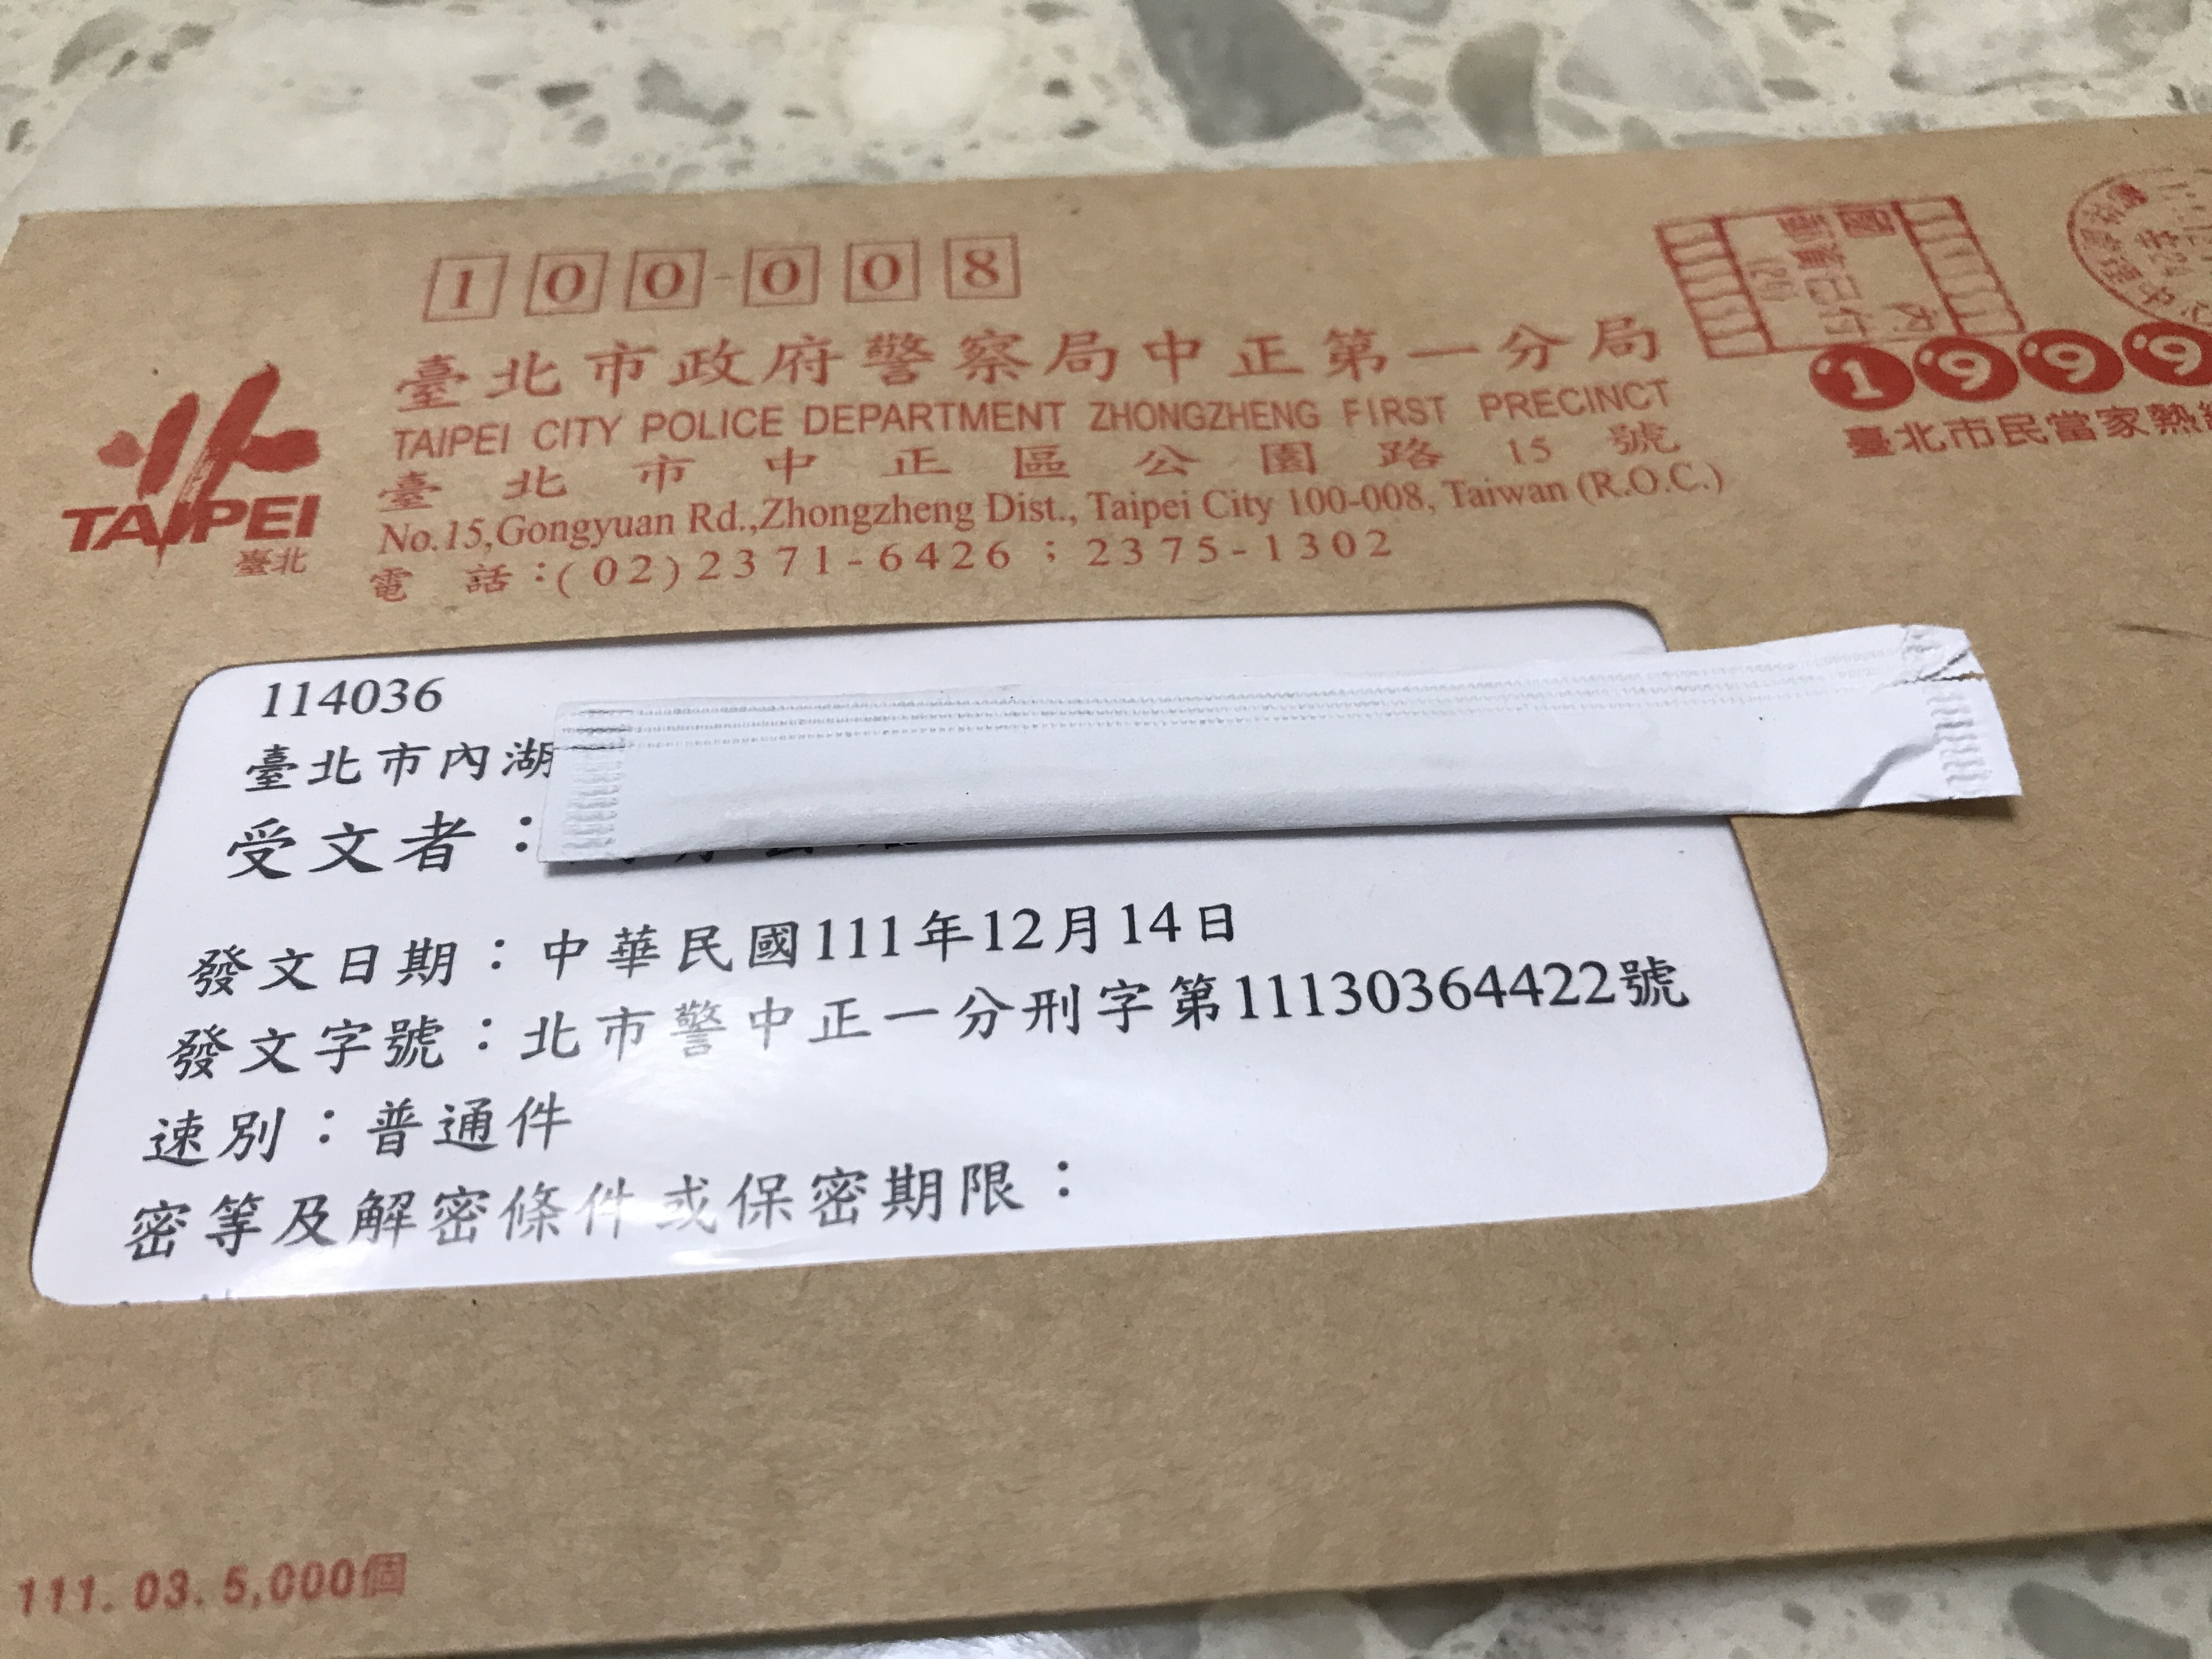 100-008
臺北市政府警察局中正第一分局
TAIPEI CITY POLICE DEPARTMENT ZHONGZHENG FIRST PRECINCT
臺北市中正區公園路15號
No.15,Gongyuan Rd.,Zhongzheng Dist., Taipei City 100-008, Taiwan (R.O.C.)
電話:(02)2371-6426;2375-1302
TAIPEI
臺北
國內
郵資已付
1999
臺北市民當家熱
114036
臺北市內湖
受文者:
發文日期:中華民國111年12月14日
發文字號:北市警中正一分刑字第11130364422號
速別:普通件
密等及解密條件或保密期限:
111.03.5,000個